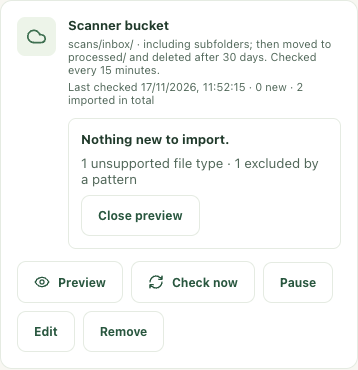 Scanner bucket
scans/inbox/ · including subfolders; then moved to
processed/ and deleted after 30 days. Checked
every 15 minutes.
Last checked 17/11/2026, 11:52:15 · 0 new · 2
imported in total
Nothing new to import.
1 unsupported file type · 1 excluded by
a pattern
Close preview
Preview
Check now
Pause
Edit
Remove